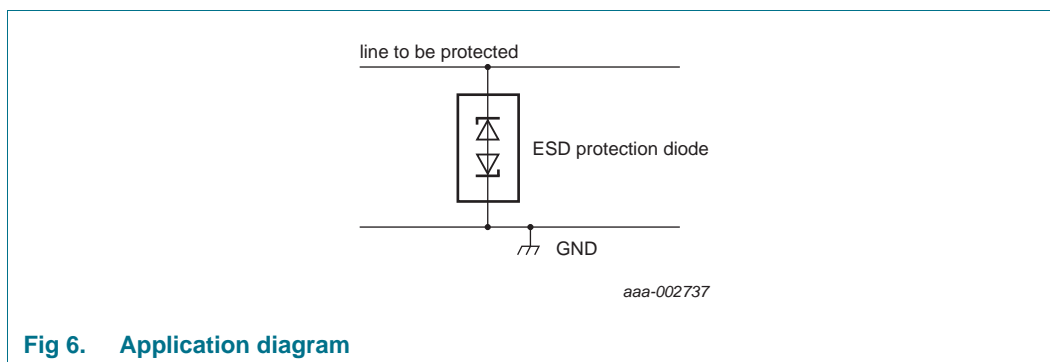 line to be protected
ESD protection diode
GND
aaa-002737
Fig 6. Application diagram